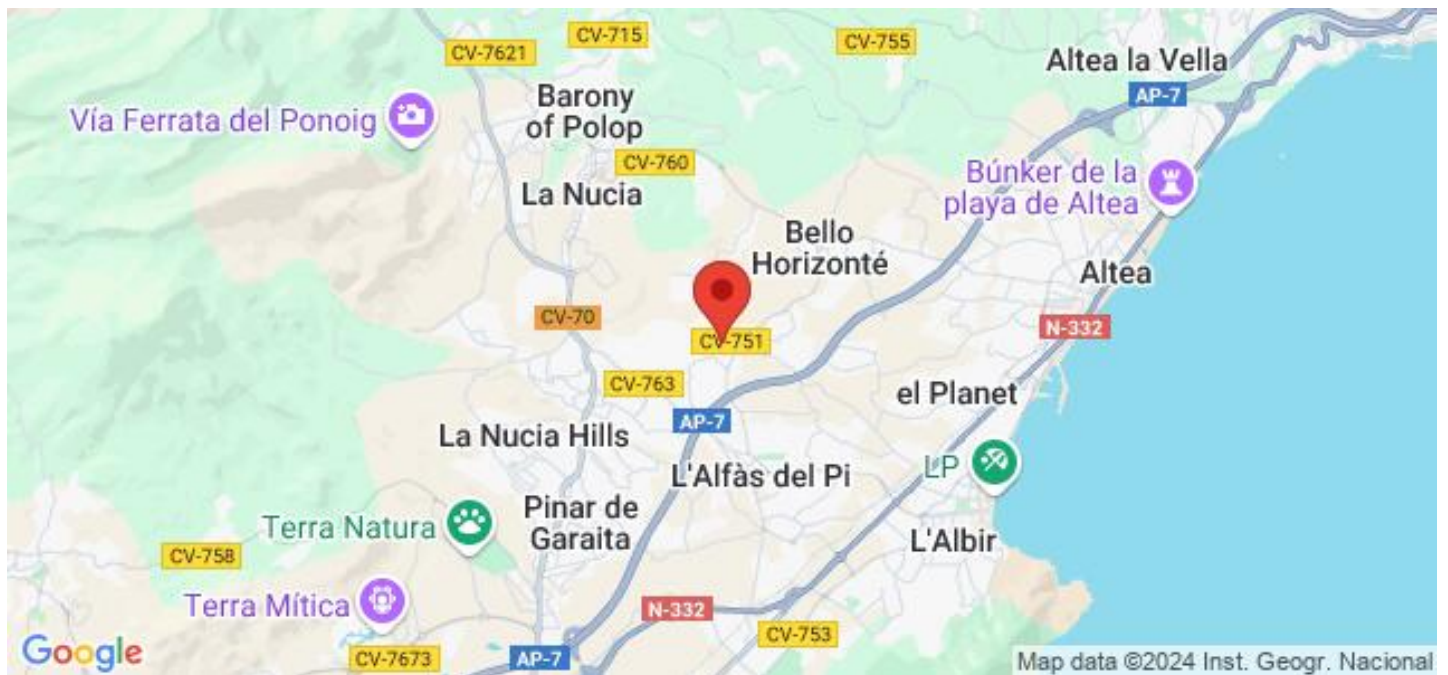 CV-715
CV-755
CV-7621
Altea la Vella
AP-7
Barony
of Polop
Vía Ferrata del Ponoig
CV-760
Búnker de la
playa de Altea
La Nucia
Bello
Horizonté
Altea
CV-70
N-332
CV-751
CV-763
el Planet
AP-7
La Nucia Hills
LP
L'Alfàs del Pi
Pinar de
Garaita
Terra Natura
L'Albir
CV-758
Terra Mítica
N-332
CV-753
Google
CV-7673
AP-7
Map data ©2024 Inst. Geogr. Nacional